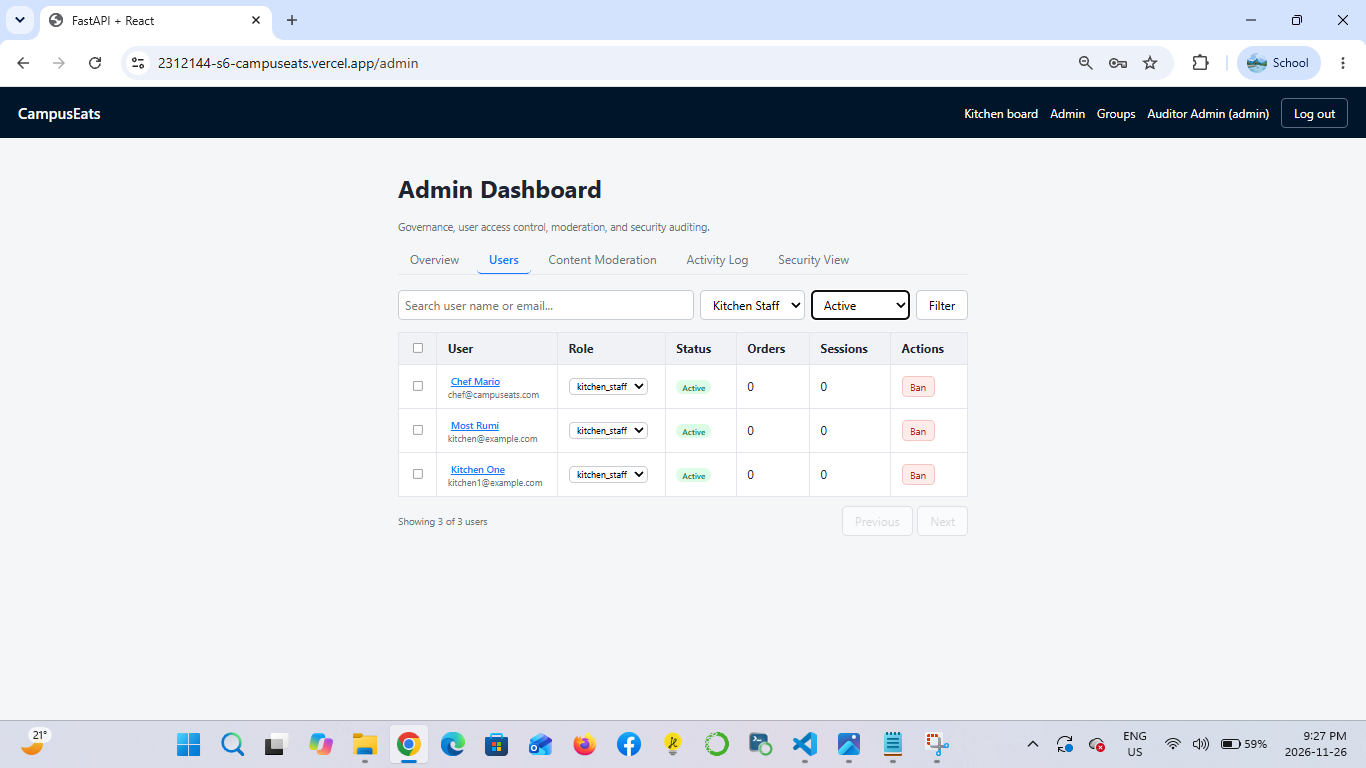 FastAPI + React
2312144-s6-campuseats.vercel.app/admin
School
CampusEats
Kitchen board Admin Groups Auditor Admin (admin) Log out
Admin Dashboard
Governance, user access control, moderation, and security auditing.
Overview Users Content Moderation Activity Log Security View
Search user name or email... Kitchen Staff Active Filter
User Role Status Orders Sessions Actions
Chef Mario
chef@campuseats.com kitchen_staff Active 0 0 Ban
Most Rumi
kitchen@example.com kitchen_staff Active 0 0 Ban
Kitchen One
kitchen1@example.com kitchen_staff Active 0 0 Ban
Showing 3 of 3 users Previous Next
21°
ENG
US
59%
9:27 PM
2026-11-26